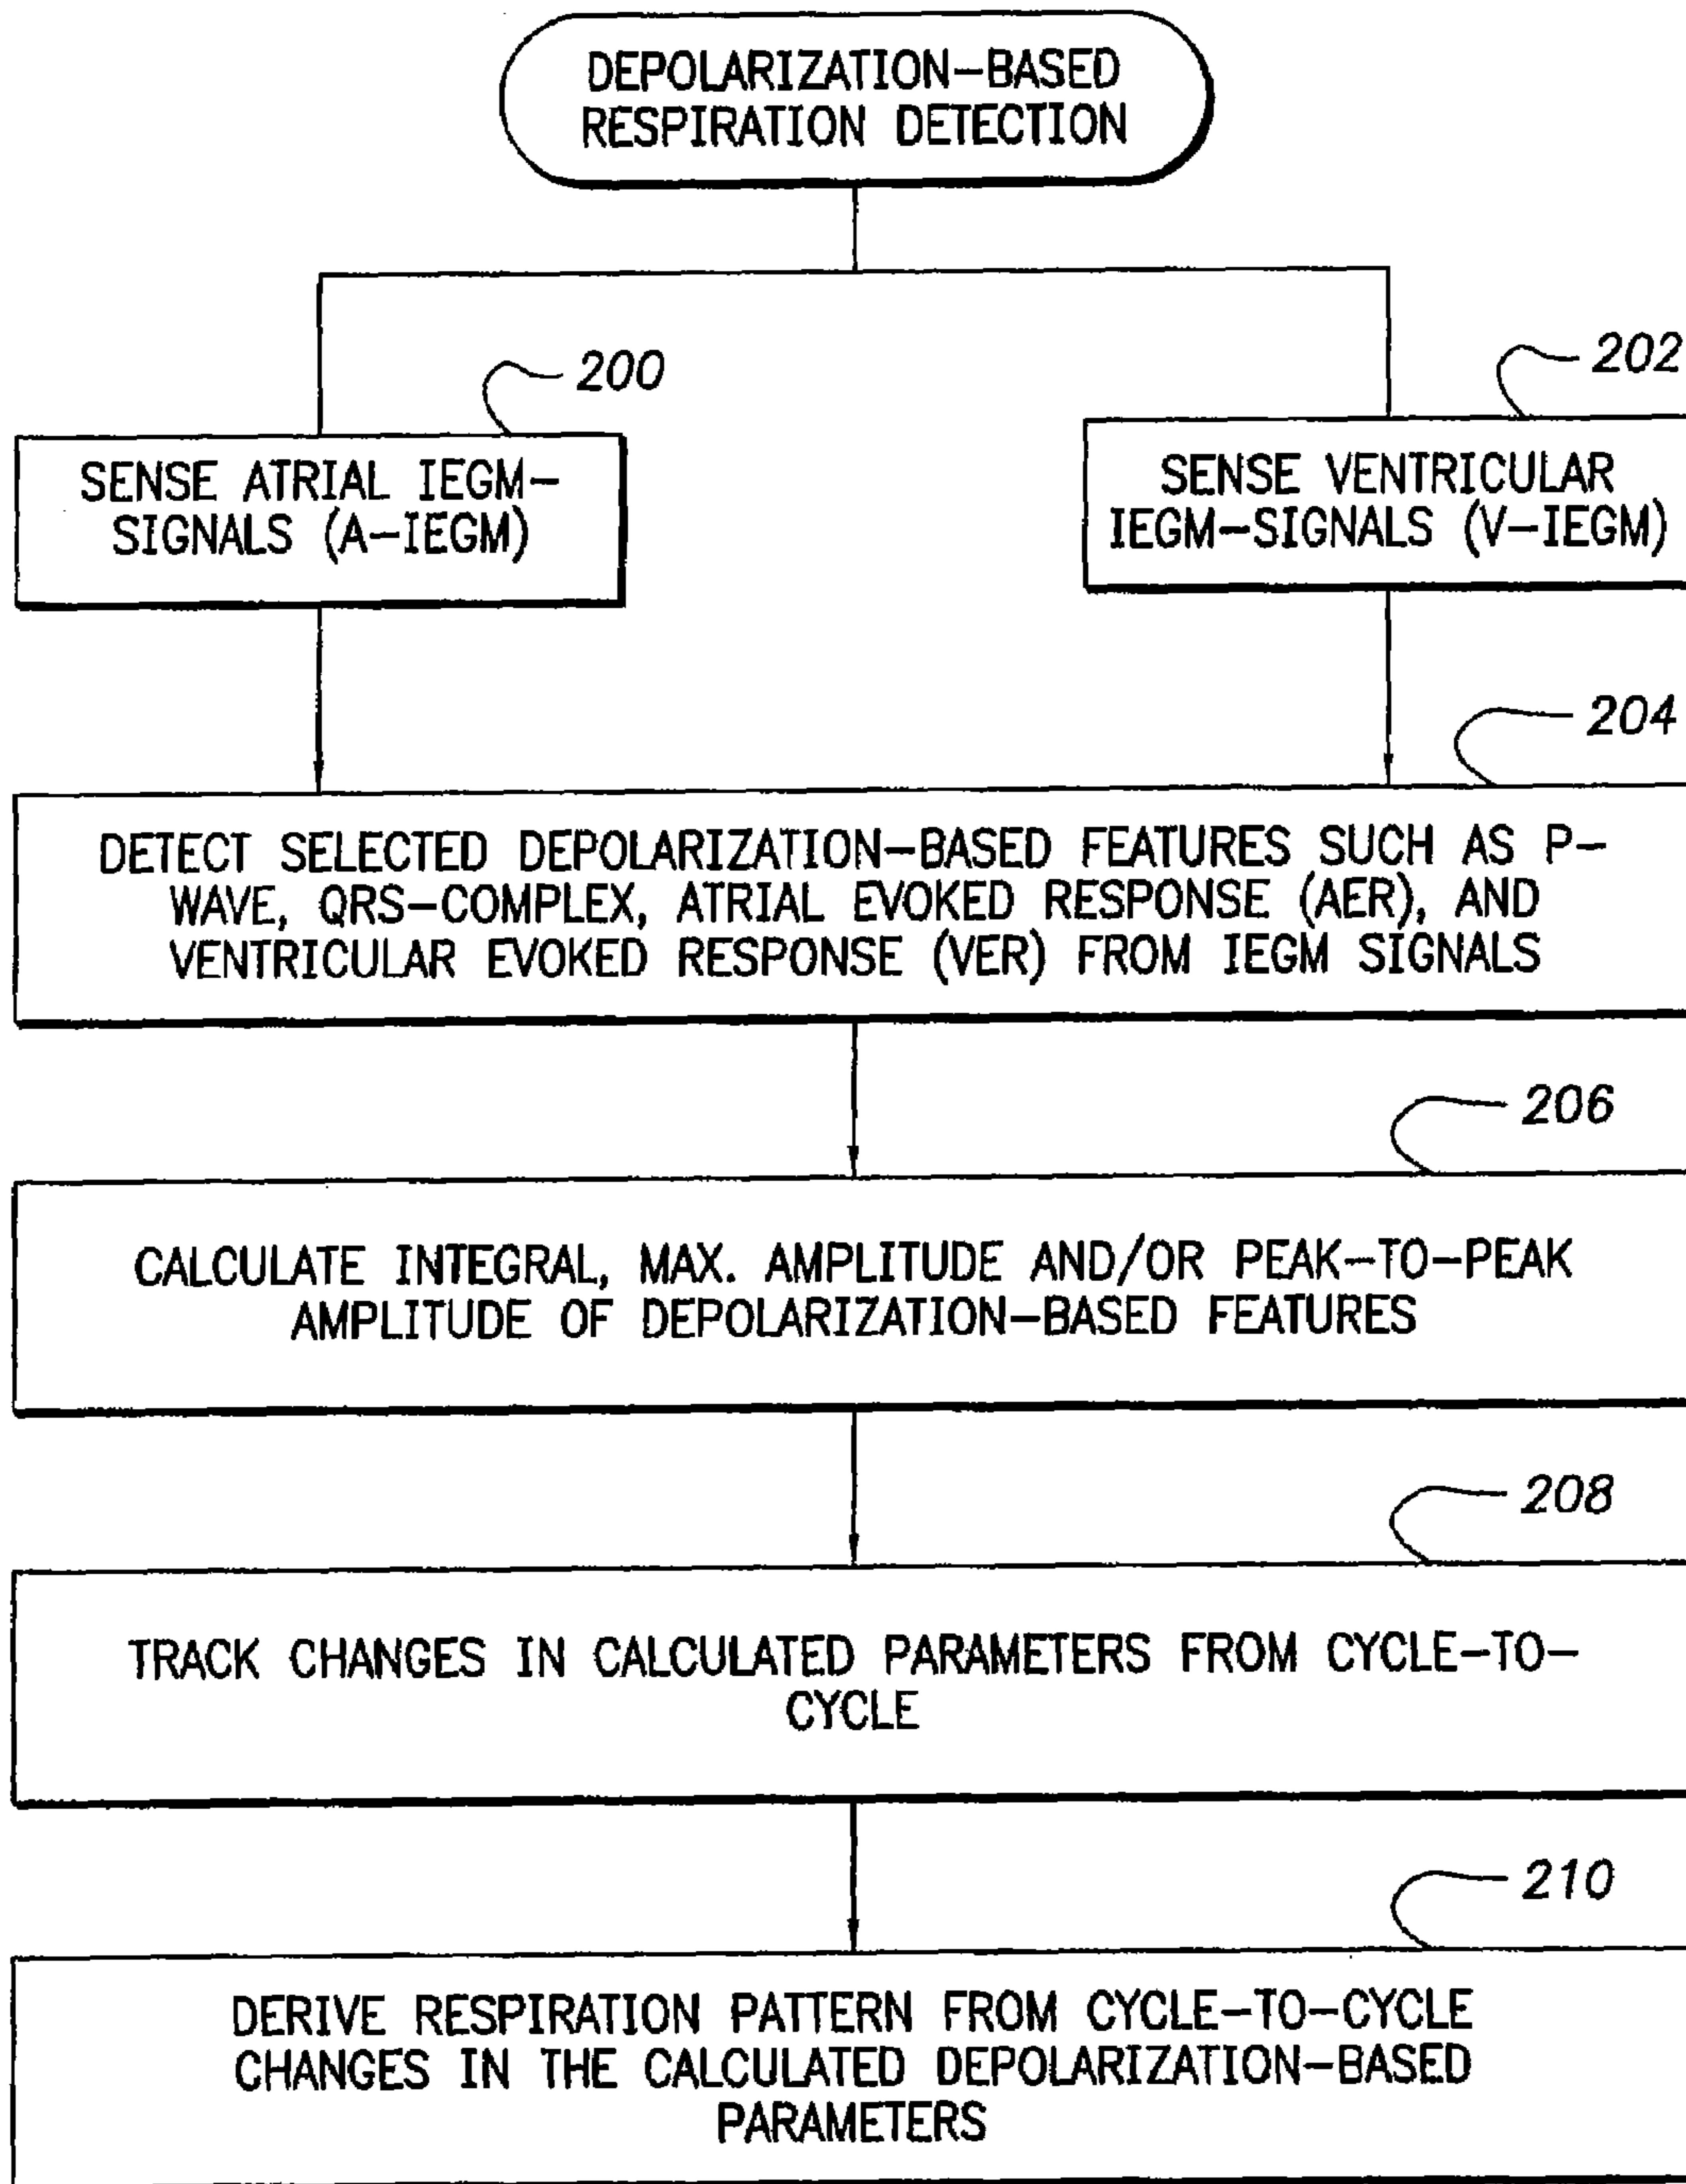 DEPOLARIZATION-BASED
RESPIRATION DETECTION
200
202
SENSE ATRIAL IEGM-
SIGNALS (A-IEGM)
SENSE VENTRICULAR
IEGM-SIGNALS (V-IEGM)
204
DETECT SELECTED DEPOLARIZATION-BASED FEATURES SUCH AS P-
WAVE, QRS-COMPLEX, ATRIAL EVOKED RESPONSE (AER), AND
VENTRICULAR EVOKED RESPONSE (VER) FROM IEGM SIGNALS
206
CALCULATE INTEGRAL, MAX. AMPLITUDE AND/OR PEAK-TO-PEAK
AMPLITUDE OF DEPOLARIZATION-BASED FEATURES
208
TRACK CHANGES IN CALCULATED PARAMETERS FROM CYCLE-TO-
CYCLE
210
DERIVE RESPIRATION PATTERN FROM CYCLE-TO-CYCLE
CHANGES IN THE CALCULATED DEPOLARIZATION-BASED
PARAMETERS